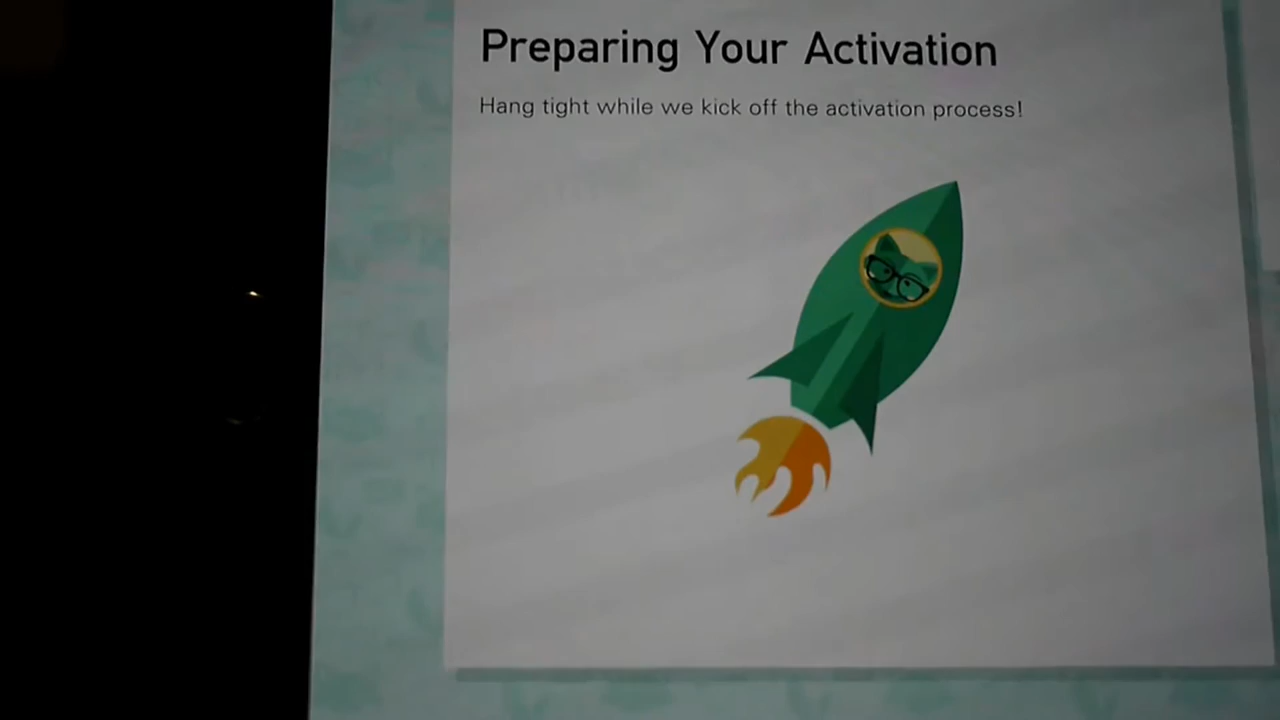 Preparing Your Activation
Hang tight while we kick off the activation process!